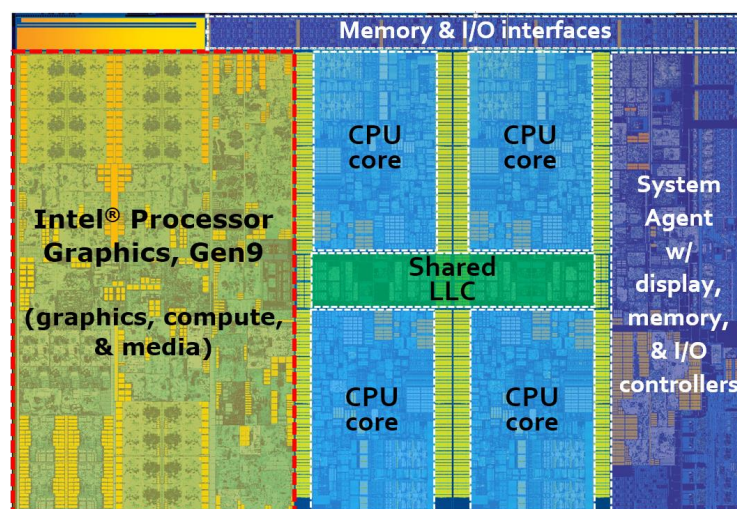 Memory & I/O interfaces
CPU
core
CPU
core
Intel® Processor
Graphics, Gen9
(graphics, compute,
& media)
System
Agent
w/
display,
memory,
& I/O
controllers
Shared
LLC
CPU
core
CPU
core